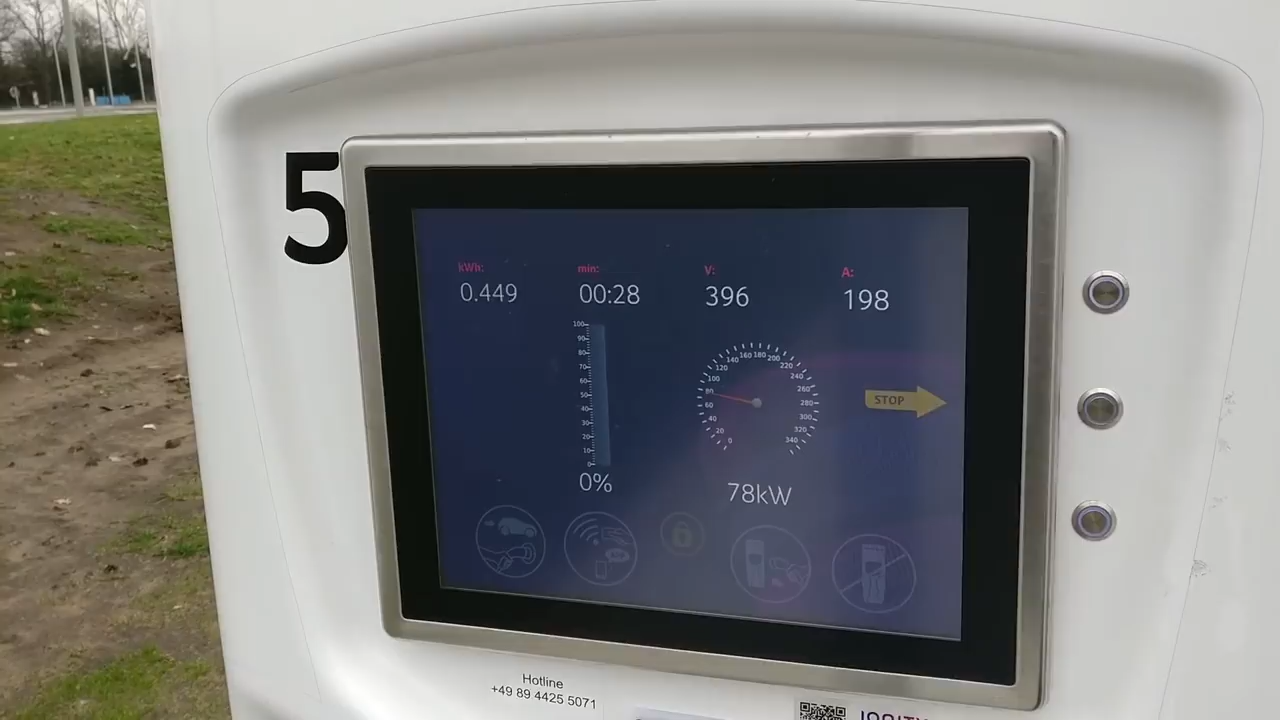 5
kWh: min: V: A:
0.449 00:28 396 198
100
90
80
70
60
50
40
30
20
10
0
0%
0 20 40 60 80 100 120 140 160 180 200 220 240 260 280 300 320 340
78kW
STOP
Hotline
+49 89 4425 5071
IONITY